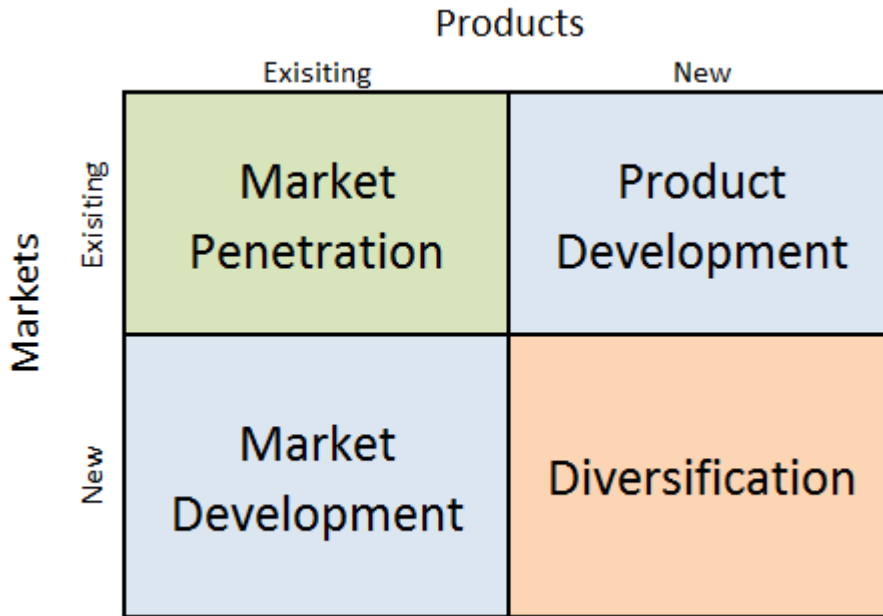 Products
Exisiting
New
Markets
Exisiting
Market
Penetration
Product
Development
New
Market
Development
Diversification